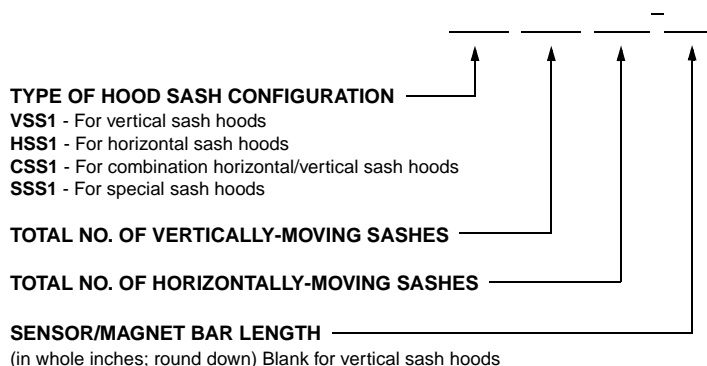 –
TYPE OF HOOD SASH CONFIGURATION
VSS1 - For vertical sash hoods
HSS1 - For horizontal sash hoods
CSS1 - For combination horizontal/vertical sash hoods
SSS1 - For special sash hoods
TOTAL NO. OF VERTICALLY-MOVING SASHES
TOTAL NO. OF HORIZONTALLY-MOVING SASHES
SENSOR/MAGNET BAR LENGTH
(in whole inches; round down) Blank for vertical sash hoods